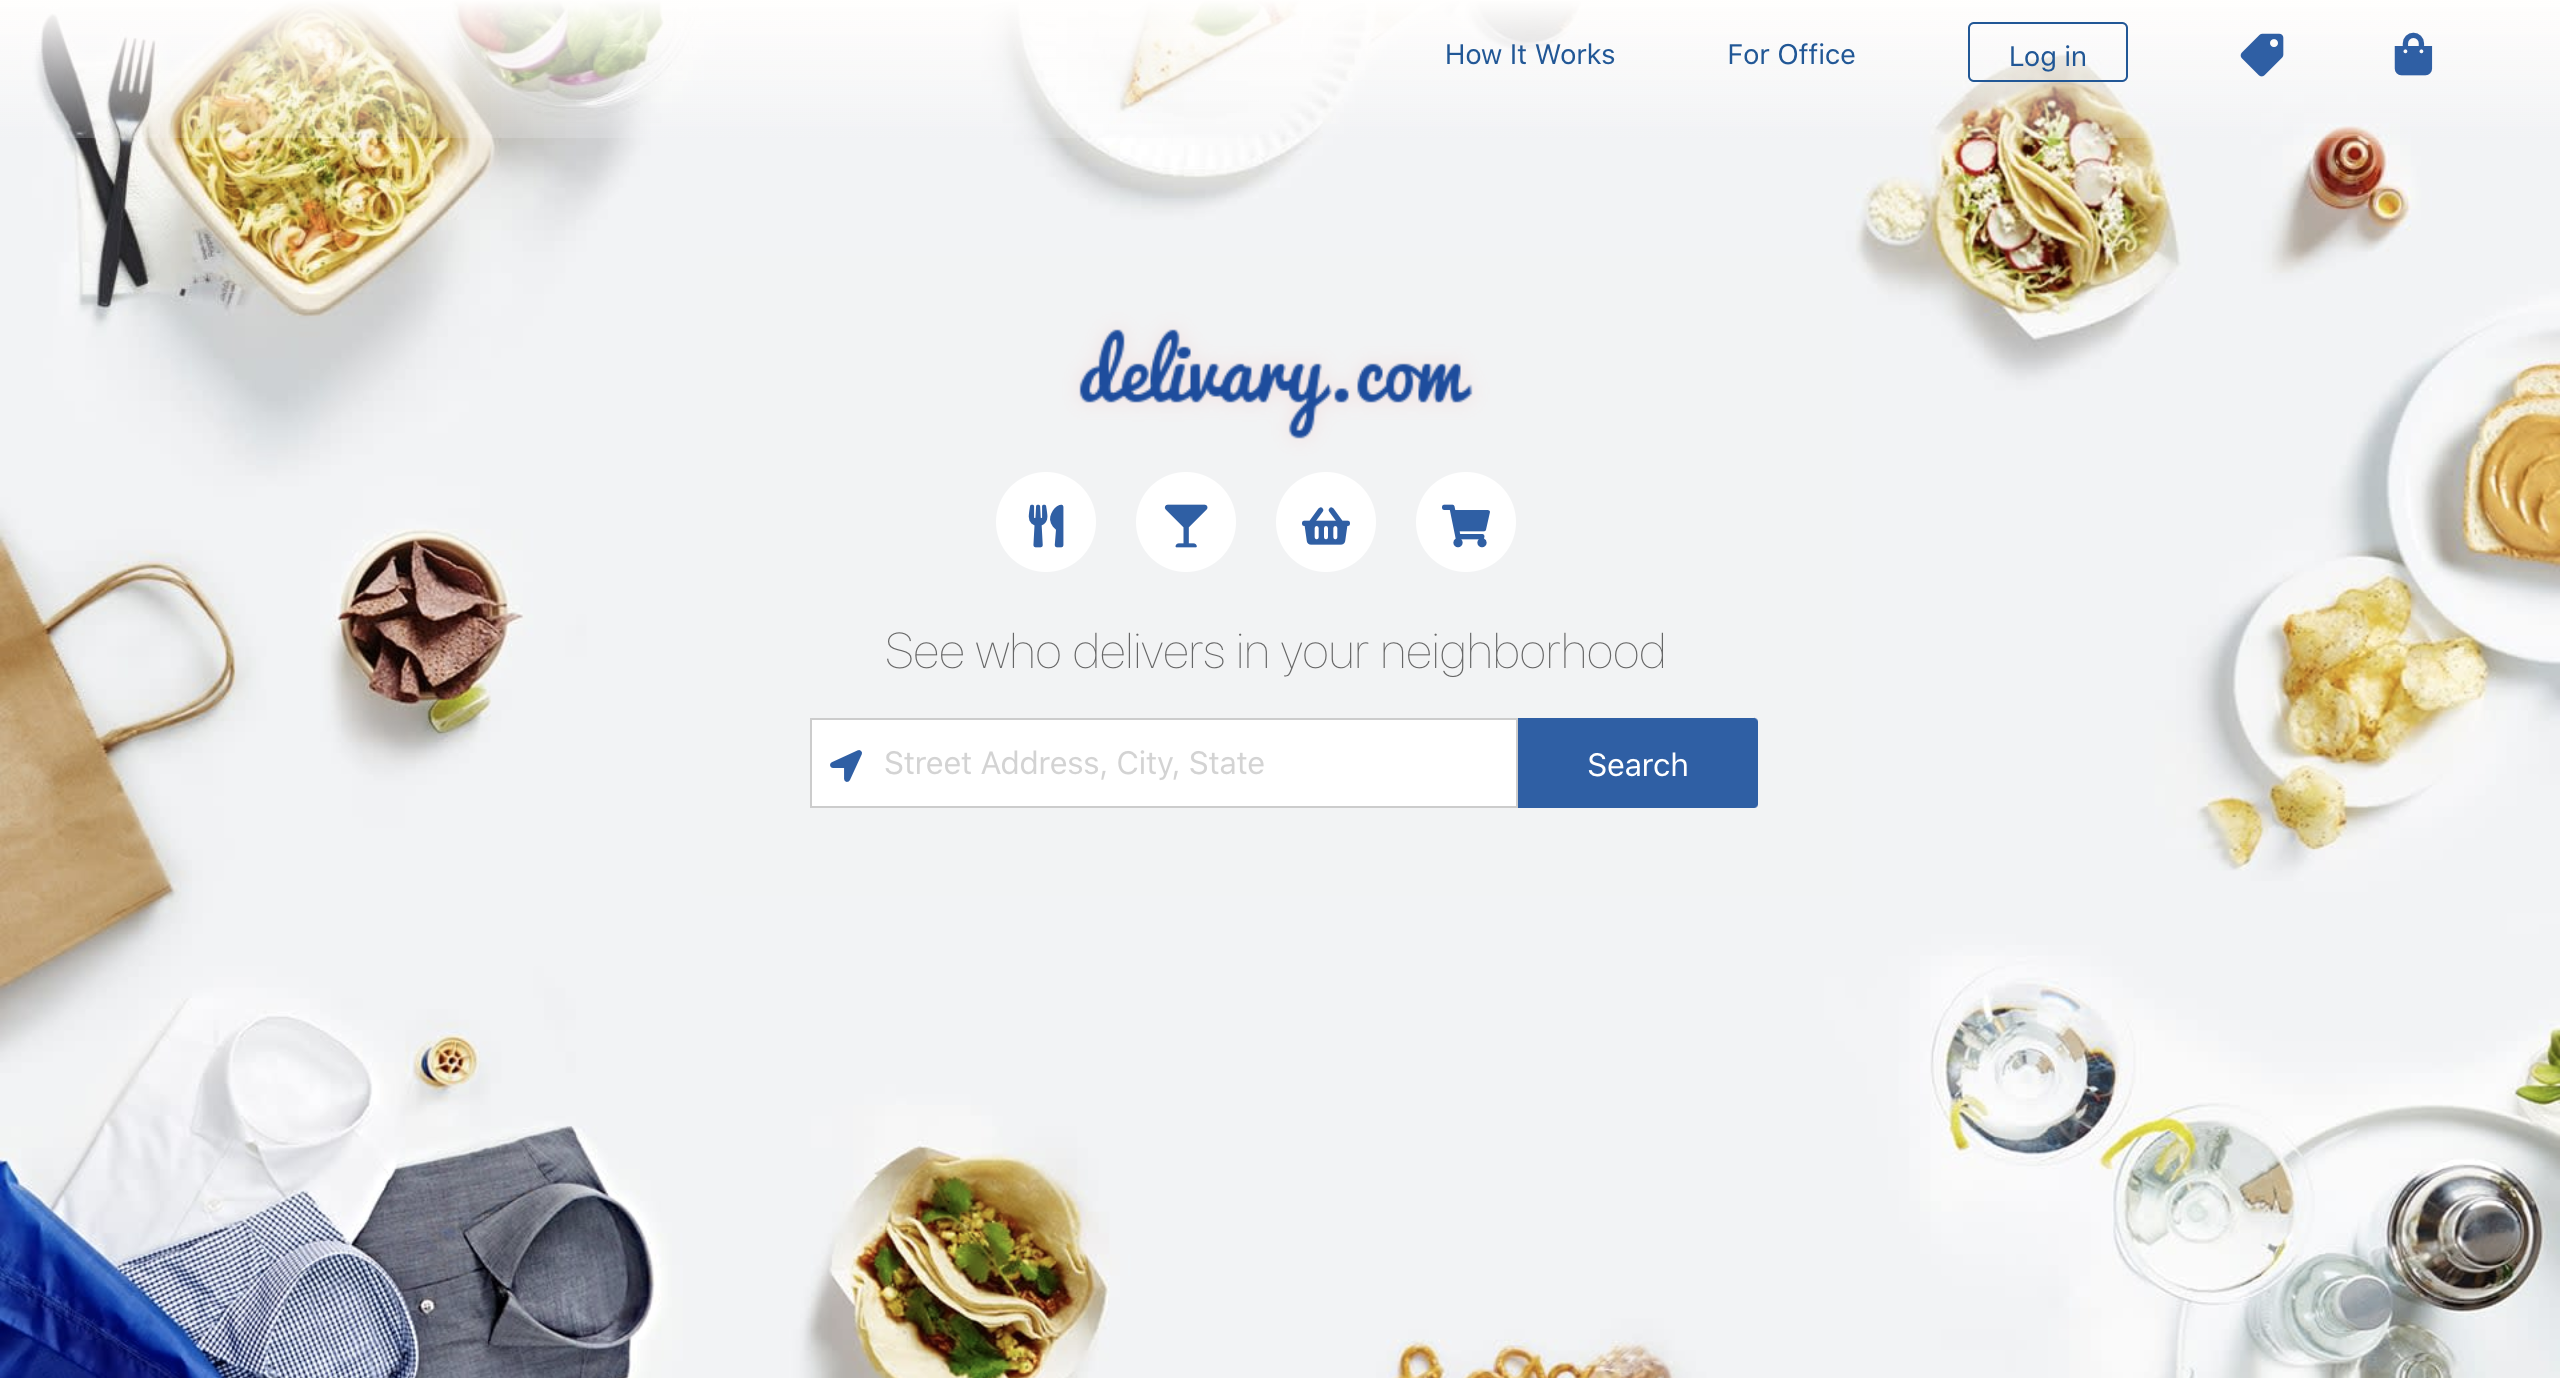 How It Works
For Office
Log in
delivary.com
See who delivers in your neighborhood
Street Address, City, State
Search